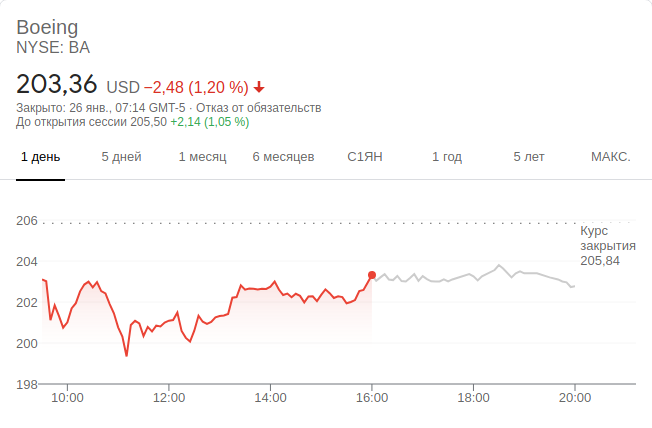 Boeing
NYSE: BA
203,36 USD −2,48 (1,20 %)
Закрыто: 26 янв., 07:14 GMT-5 · Отказ от обязательств
До открытия сессии 205,50 +2,14 (1,05 %)
1 день 5 дней 1 месяц 6 месяцев С1ЯН 1 год 5 лет МАКС.
206
Курс
закрытия
205,84
204
202
200
198
10:00 12:00 14:00 16:00 18:00 20:00